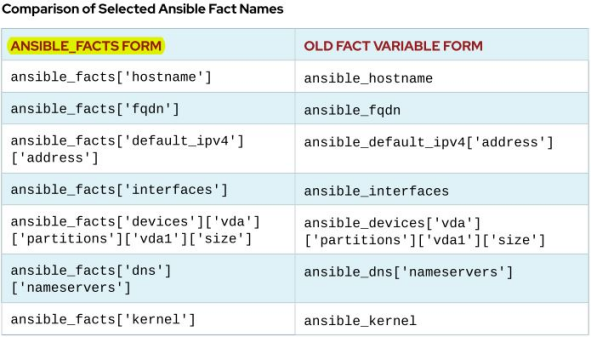 Comparison of Selected Ansible Fact Names
ANSIBLE_FACTS FORM
OLD FACT VARIABLE FORM
ansible_facts['hostname']
ansible_hostname
ansible_facts['fqdn']
ansible_fqdn
ansible_facts['default_ipv4']
['address']
ansible_default_ipv4['address']
ansible_facts['interfaces']
ansible_interfaces
ansible_facts['devices']['vda']
['partitions']['vda1']['size']
ansible_devices['vda']
['partitions']['vda1']['size']
ansible_facts['dns']
['nameservers']
ansible_dns['nameservers']
ansible_facts['kernel']
ansible_kernel